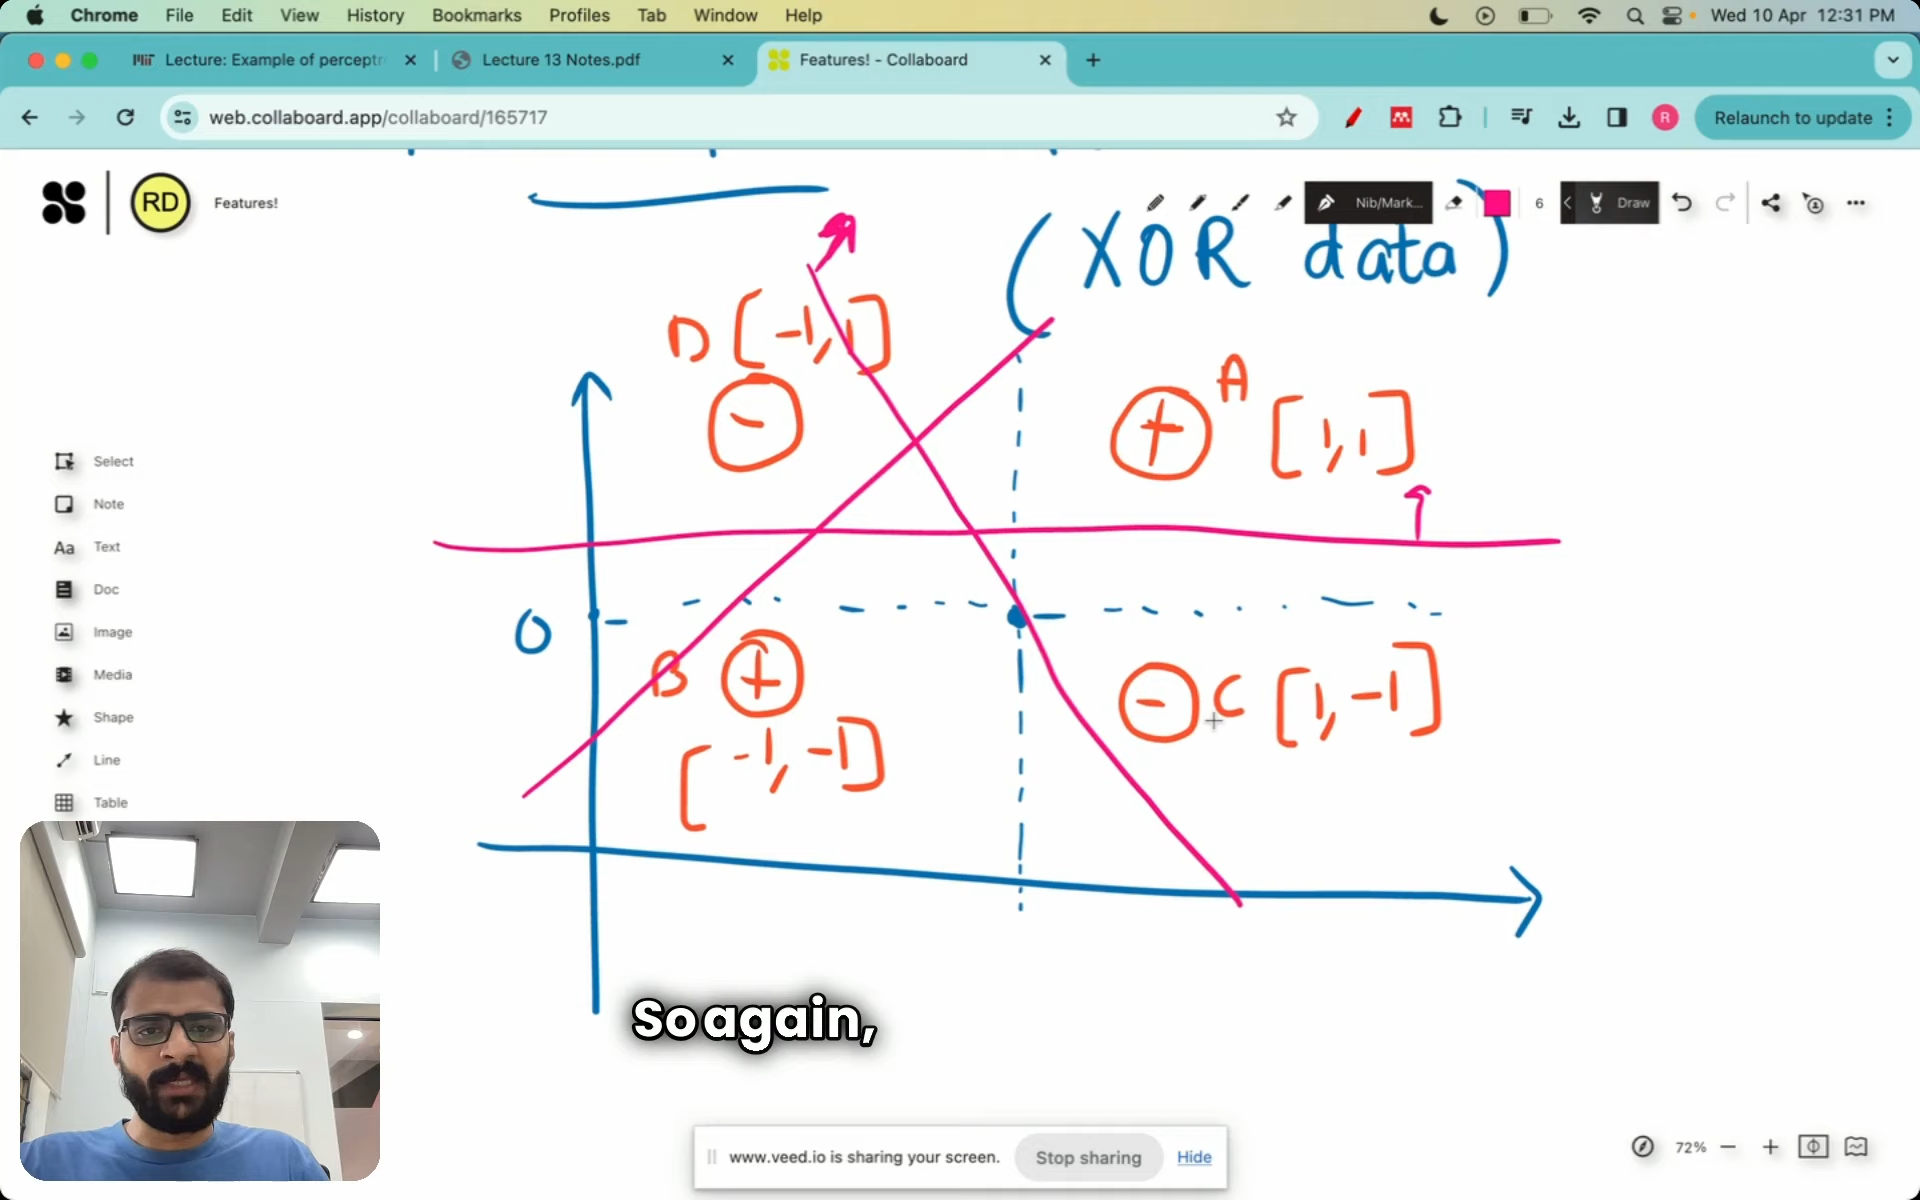 Chrome File Edit View History Bookmarks Profiles Tab Window Help Wed 10 Apr 12:31 PM
MIT Lecture: Example of perceptr Lecture 13 Notes.pdf Features! - Collaboard
web.collaboard.app/collaboard/165717 R Relaunch to update
RD Features! Nib/Mark... 6 Draw
(XOR data)
D [-1, 1]
-
+ A [1, 1]
Select
Note
Aa Text
Doc
Image
0
Media
B +
- C [1, -1]
Shape
[-1, -1]
Line
Table
So again,
www.veed.io is sharing your screen. Stop sharing Hide
72%